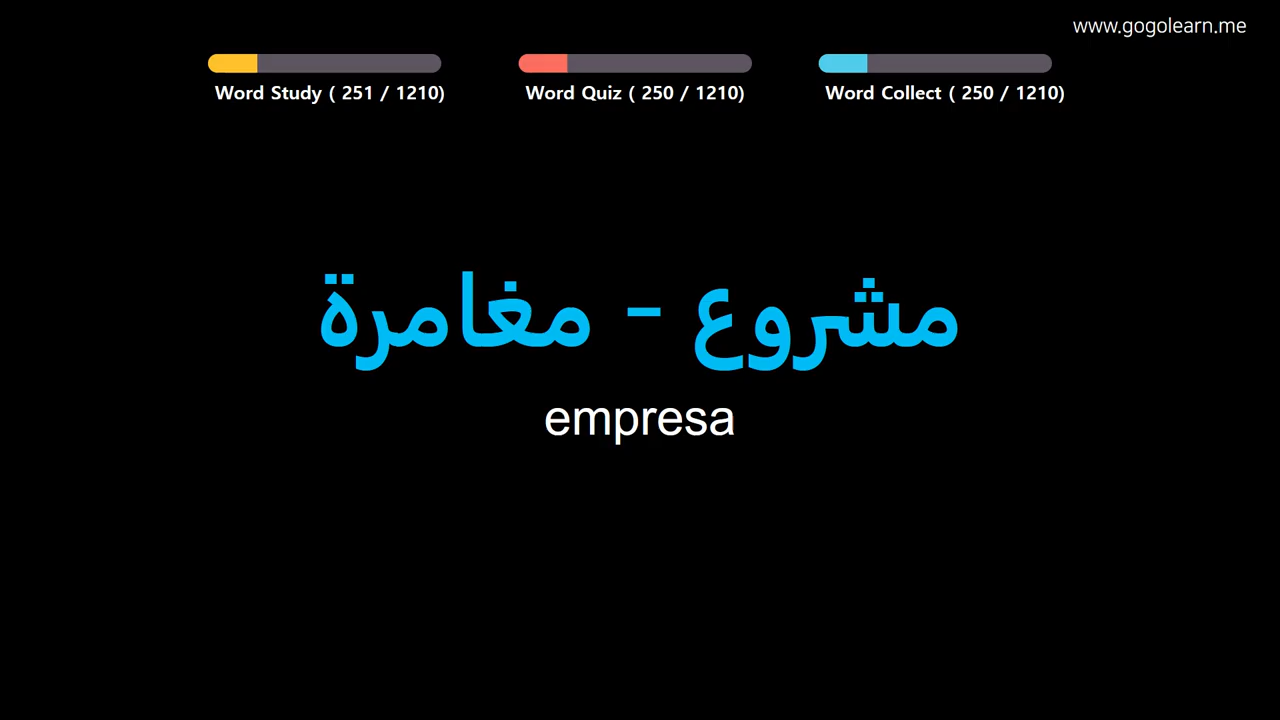 www.gogolearn.me
Word Study ( 251 / 1210)
Word Quiz ( 250 / 1210)
Word Collect ( 250 / 1210)
مشروع - مغامرة
empresa